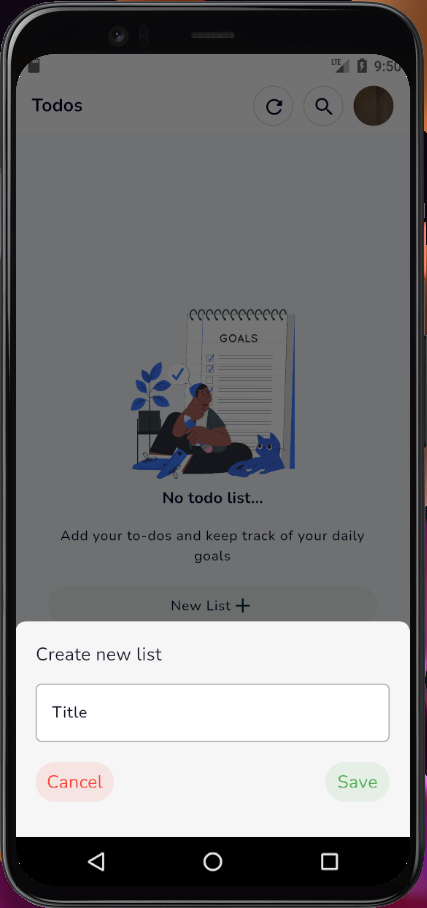 LTE 9:50
Todos
GOALS
No todo list...
Add your to-dos and keep track of your daily
goals
New List +
Create new list
Title
Cancel
Save